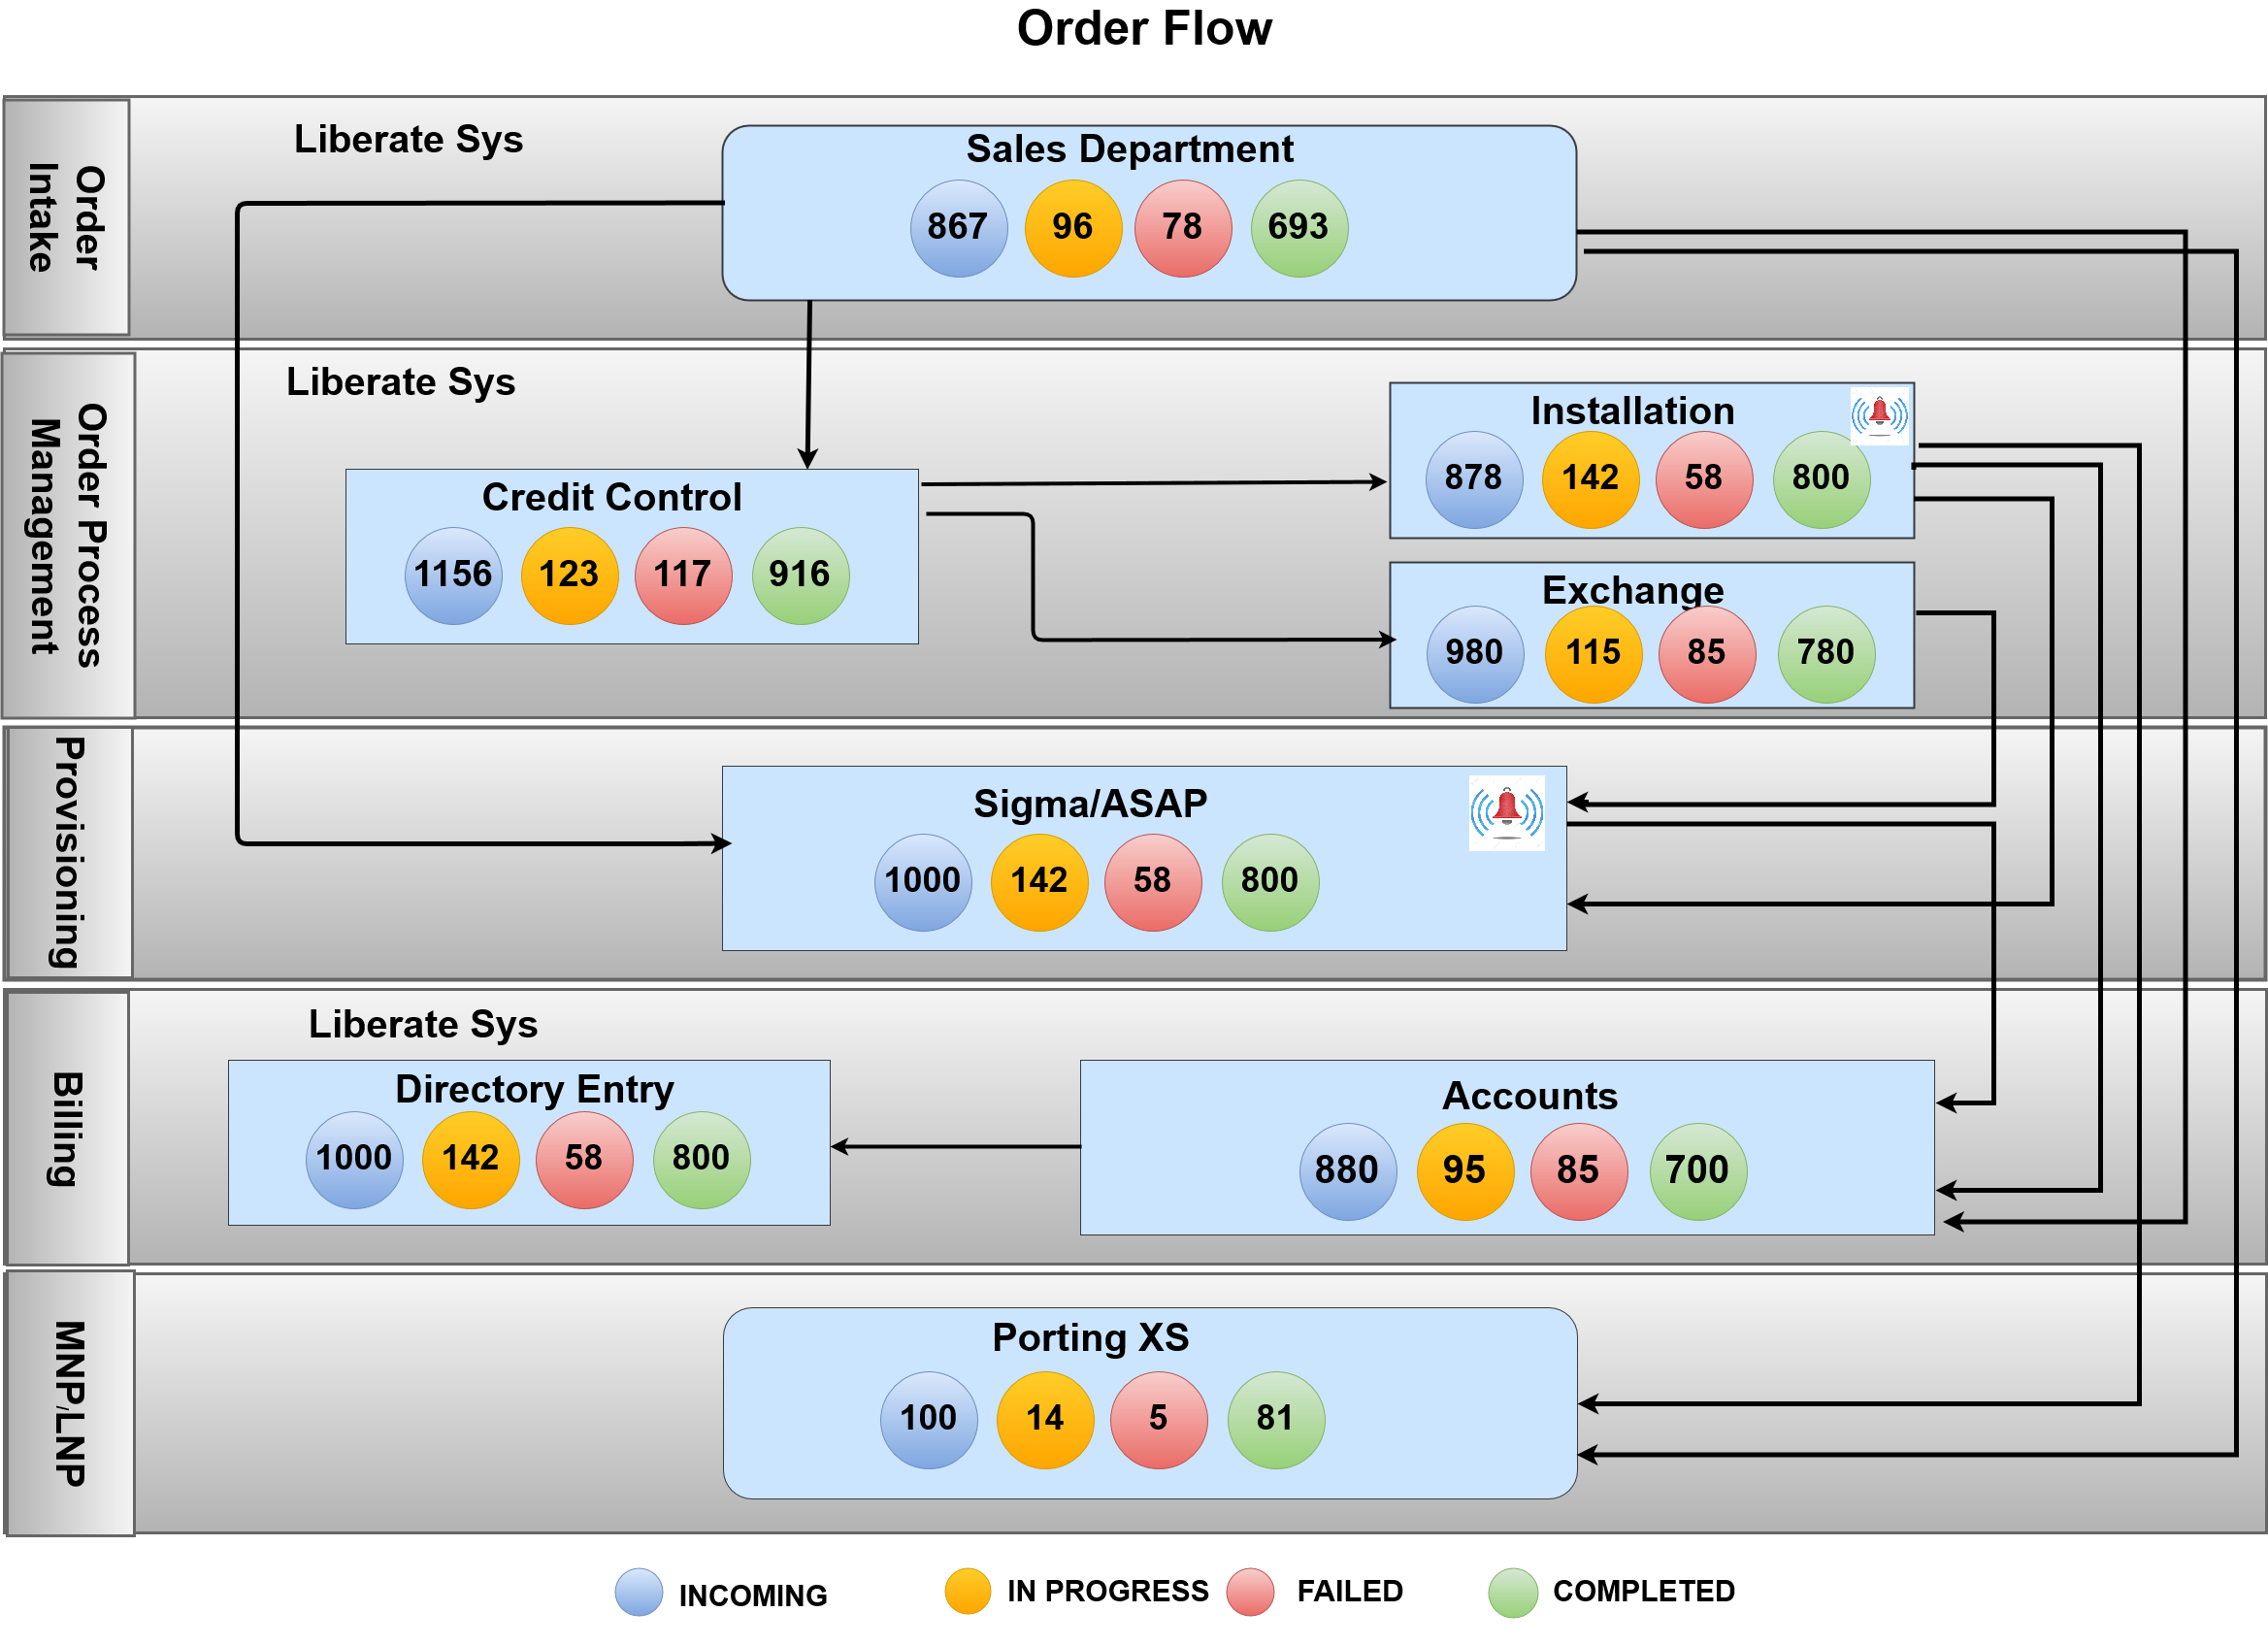 Order Flow
Order
Intake
Liberate Sys
Sales Department
867 96 78 693
Order Process
Management
Liberate Sys
Credit Control
1156 123 117 916
Installation
878 142 58 800
Exchange
980 115 85 780
Provisioning
Sigma/ASAP
1000 142 58 800
Billing
Liberate Sys
Directory Entry
1000 142 58 800
Accounts
880 95 85 700
MNP/LNP
Porting XS
100 14 5 81
INCOMING IN PROGRESS FAILED COMPLETED